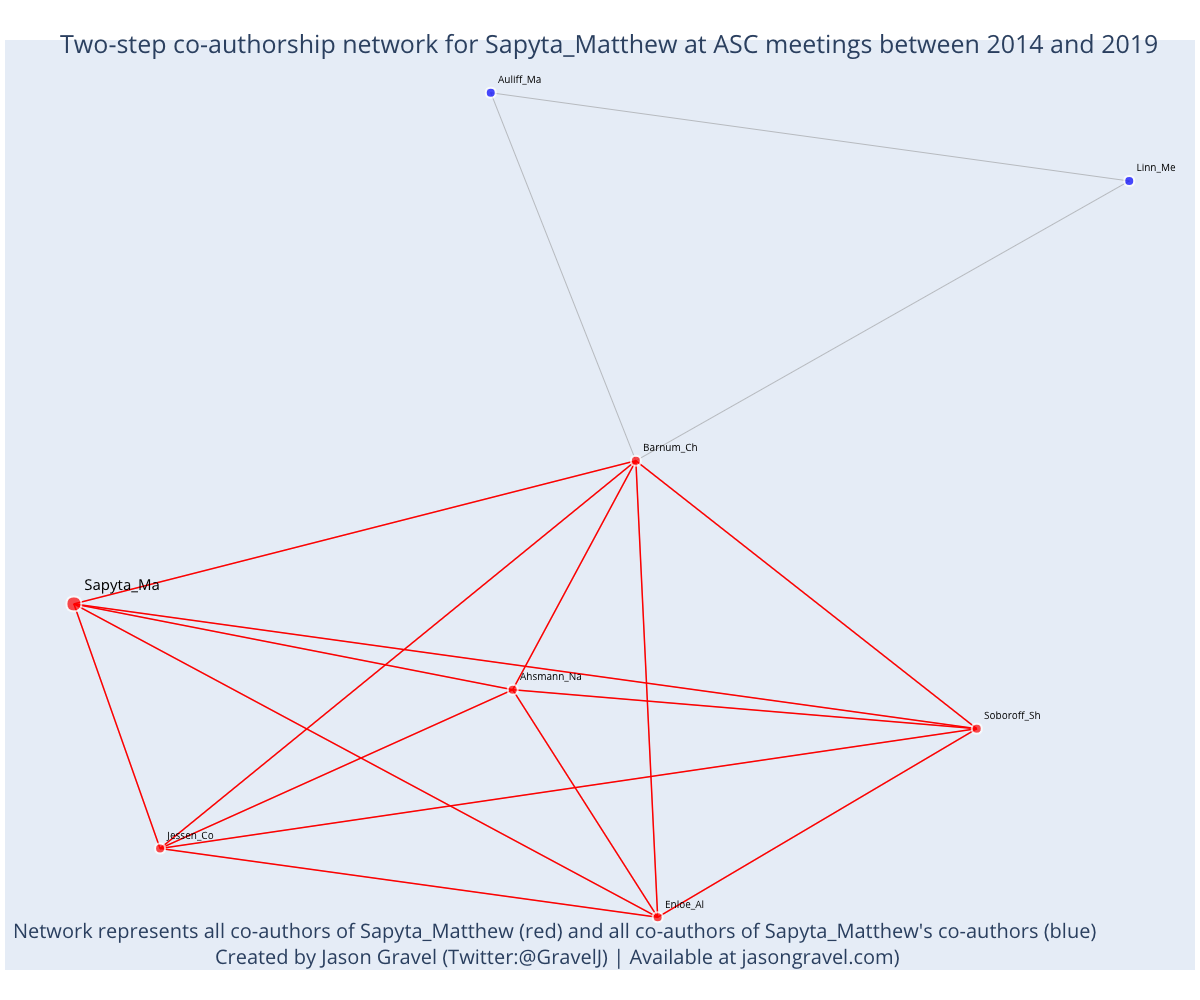 Two-step co-authorship network for Sapyta_Matthew at ASC meetings between 2014 and 2019
Auliff_Ma
Linn_Me
Barnum_Ch
Sapyta_Ma
Ahsmann_Na
Soboroff_Sh
Jessen_Co
Enloe_Al
Network represents all co-authors of Sapyta_Matthew (red) and all co-authors of Sapyta_Matthew's co-authors (blue)
Created by Jason Gravel (Twitter:@GravelJ) | Available at jasongravel.com)